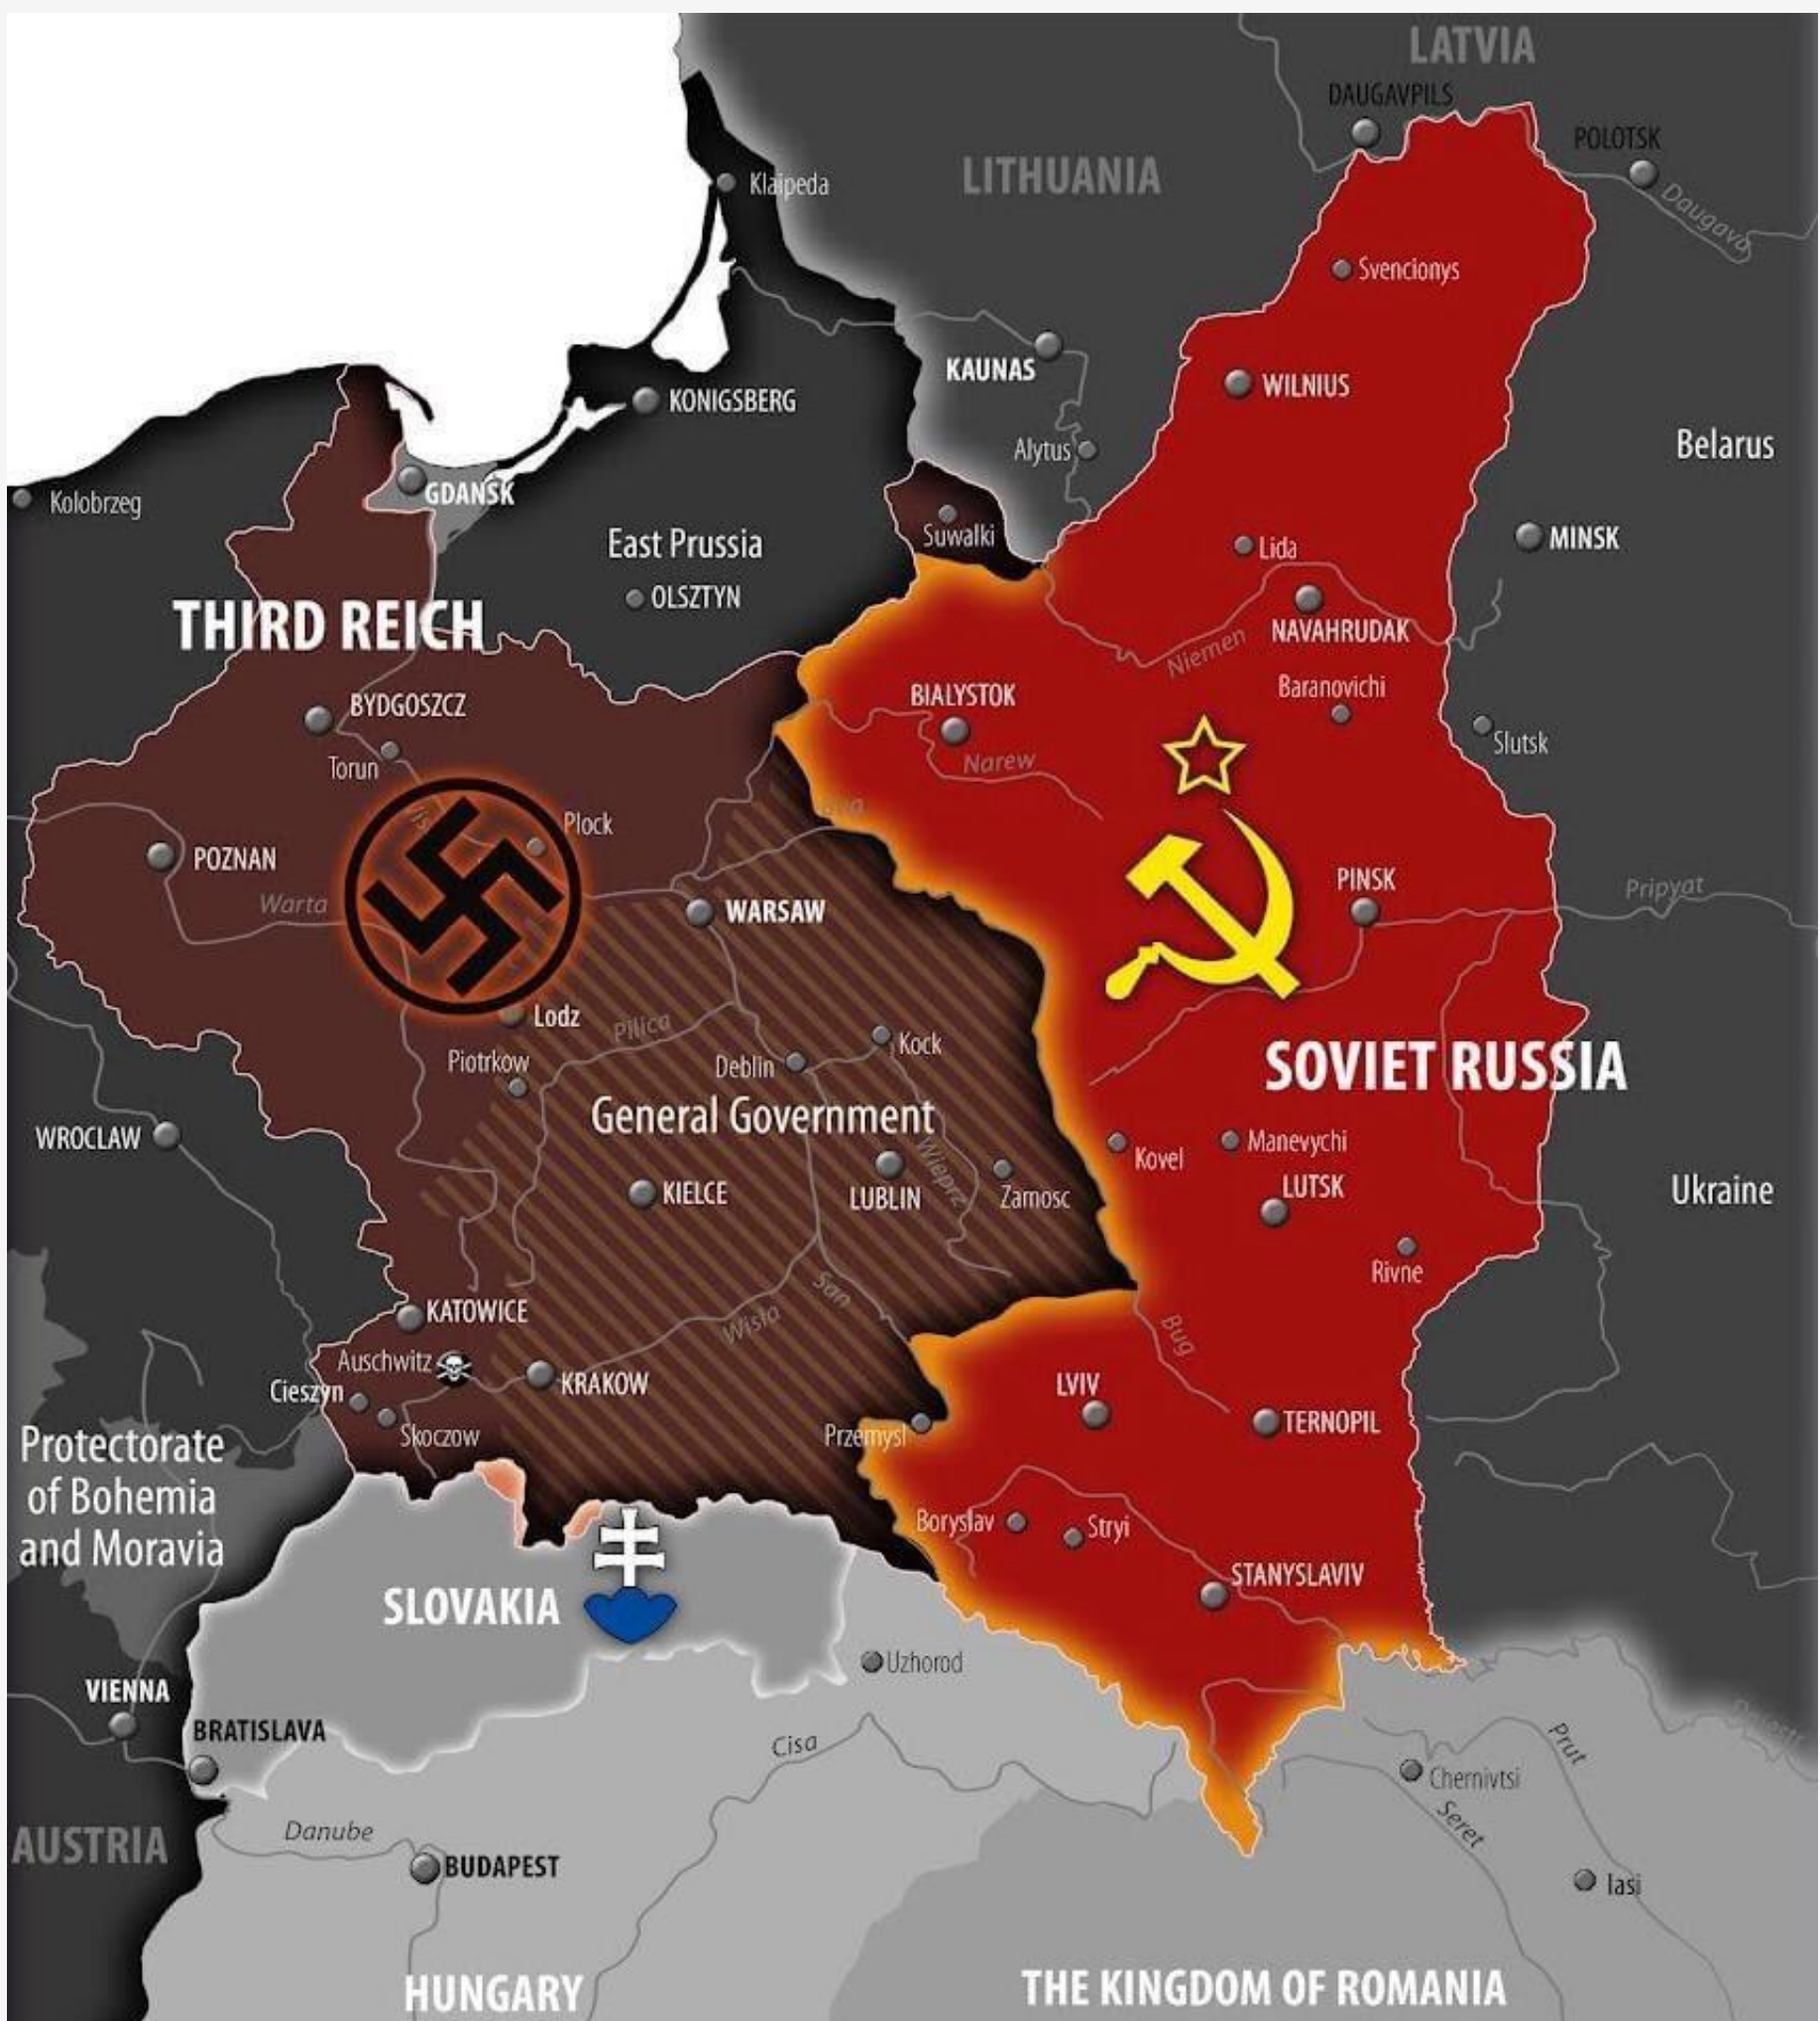 LATVIA
DAUGAVPILS
POLOTSK
Daugava
LITHUANIA
Klaipeda
Svencionys
KAUNAS
WILNIUS
KONIGSBERG
Alytus
Belarus
Kolobrzeg
GDANSK
Suwalki
MINSK
East Prussia
Lida
OLSZTYN
THIRD REICH
NAVAHRUDAK
Niemen
BIALYSTOK
Baranovichi
BYDGOSZCZ
Slutsk
Torun
Narew
Plock
Bug
POZNAN
PINSK
Pripyat
Warta
WARSAW
Lodz
Pilica
Kock
Piotrkow
Deblin
SOVIET RUSSIA
General Government
WROCLAW
Kovel
Manevychi
Wieprz
KIELCE
LUBLIN
Zamosc
LUTSK
Ukraine
Rivne
San
KATOWICE
Wisla
Bug
Auschwitz
KRAKOW
Cieszyn
LVIV
TERNOPIL
Skoczow
Przemysl
Protectorate
of Bohemia
and Moravia
Boryslav
Stryi
STANYSLAVIV
SLOVAKIA
Uzhorod
VIENNA
BRATISLAVA
Cisa
Prut
Chernivtsi
Seret
AUSTRIA
Danube
BUDAPEST
Iasi
HUNGARY
THE KINGDOM OF ROMANIA